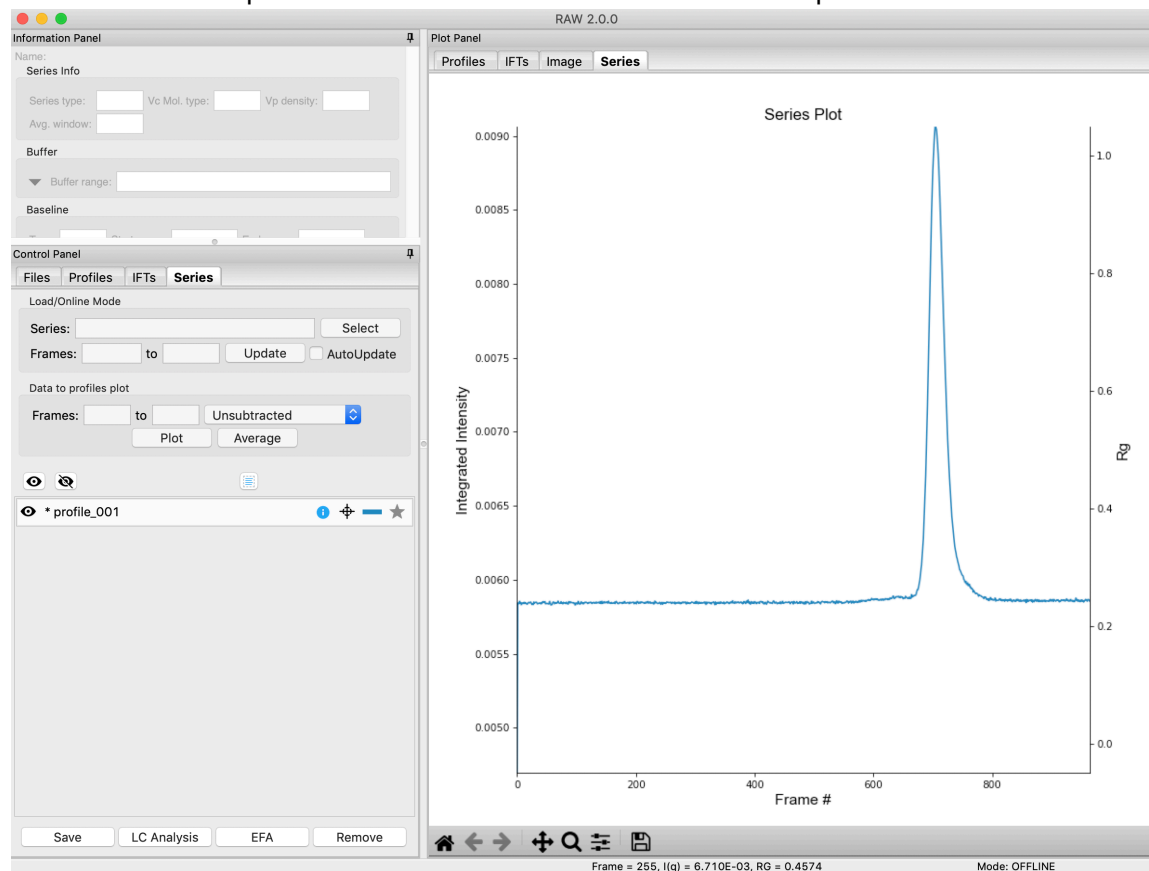 RAW 2.0.0
Information Panel
Name:
Series Info
Series type: Vc Mol. type: Vp density:
Avg. window:
Buffer
Buffer range:
Baseline
Control Panel
Files Profiles IFTs Series
Load/Online Mode
Series: Select
Frames: to Update AutoUpdate
Data to profiles plot
Frames: to Unsubtracted
Plot Average
* profile_001
Save LC Analysis EFA Remove
Plot Panel
Profiles IFTs Image Series
Series Plot
0.0090
0.0085
0.0080
0.0075
0.0070
0.0065
0.0060
0.0055
0.0050
Integrated Intensity
1.0
0.8
0.6
0.4
0.2
0.0
Rg
0 200 400 600 800
Frame #
Frame = 255, I(q) = 6.710E-03, RG = 0.4574 Mode: OFFLINE